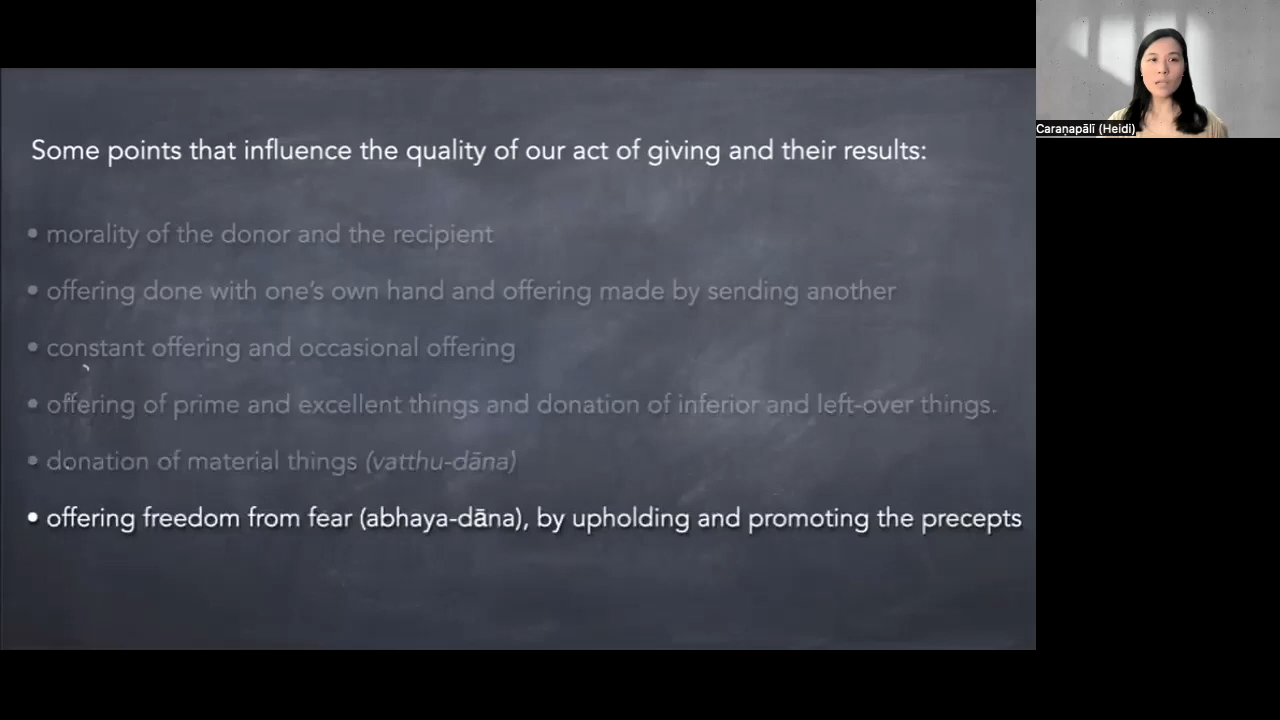 Some points that influence the quality of our act of giving and their results:
• morality of the donor and the recipient
• offering done with one's own hand and offering made by sending another
• constant offering and occasional offering
• offering of prime and excellent things and donation of inferior and left-over things.
• donation of material things (vatthu-dāna)
• offering freedom from fear (abhaya-dāna), by upholding and promoting the precepts
Caraṇapālī (Heidi)